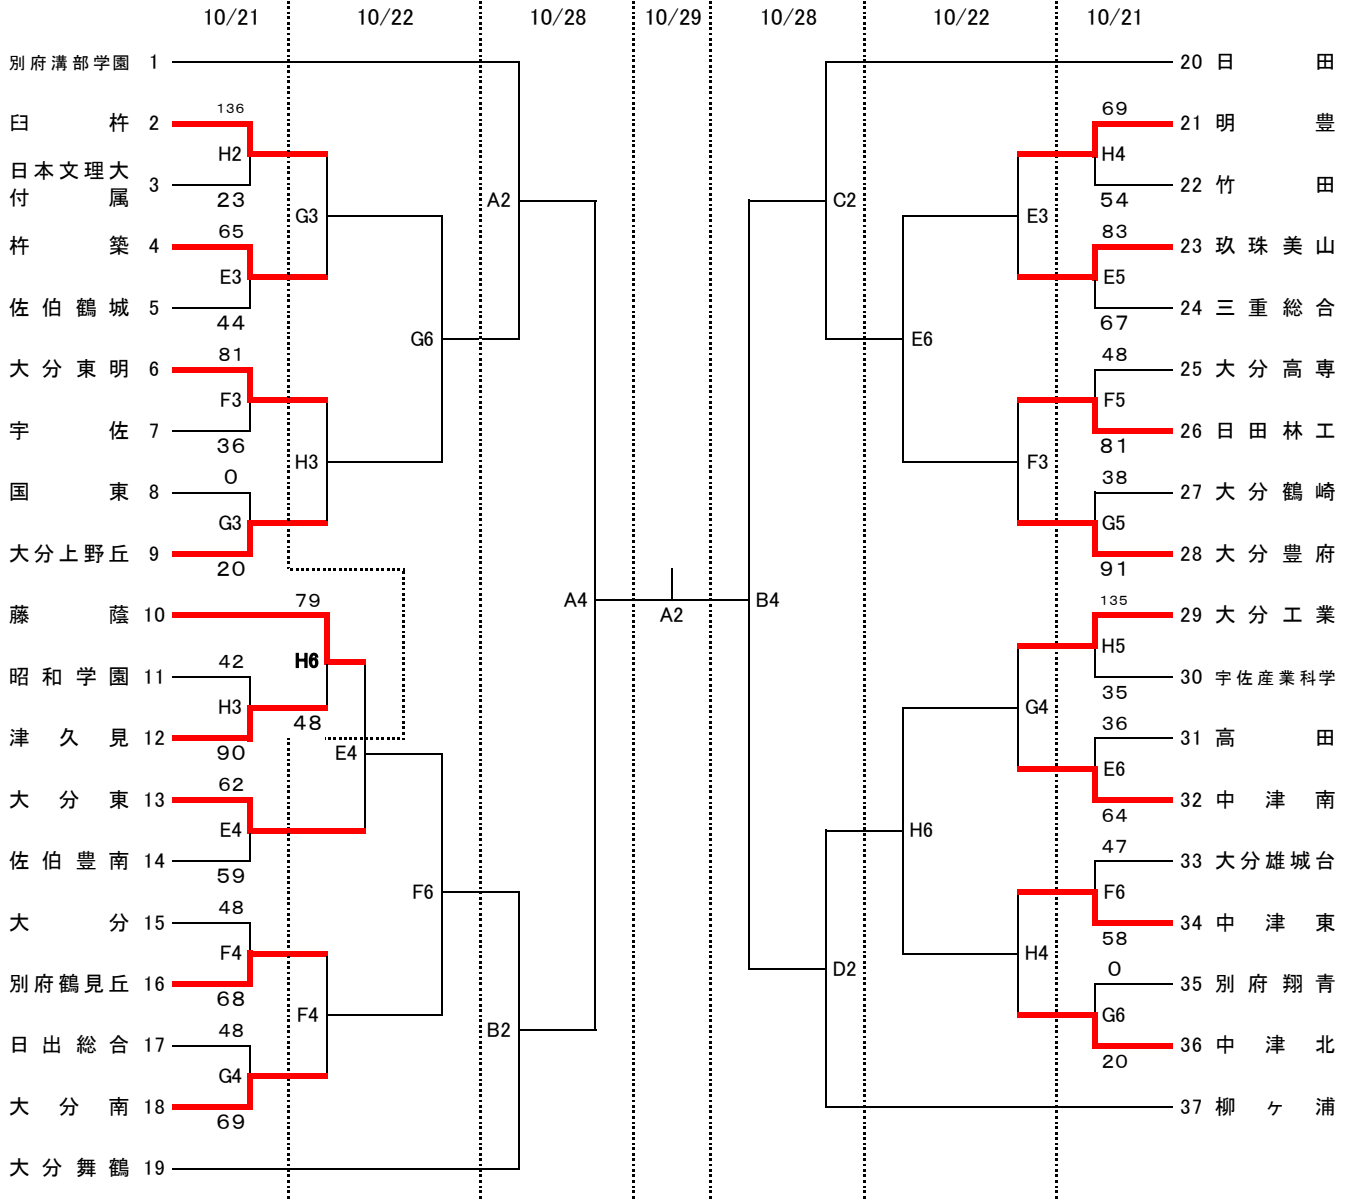 10/21 10/22 10/28 10/29 10/28 10/22 10/21
別府溝部学園 1
136
臼杵 2
H2
日本文理大
付属 3
23
G3
65
杵築 4
E3
佐伯鶴城 5
44
A2
G6
81
大分東明 6
F3
宇佐 7
36
H3
0
国東 8
G3
大分上野丘 9
20
79
藤蔭 10
H6
42
昭和学園 11
H3
48
津久見 12
90
E4
62
大分東 13
E4
佐伯豊南 14
59
F6
48
大分 15
F4
別府鶴見丘 16
68
F4
48
日出総合 17
G4
大分南 18
69
B2
大分舞鶴 19
A4
A2
B4
20 日田
69
21 明豊
H4
22 竹田
54
C2
E3
83
23 玖珠美山
E5
24 三重総合
67
E6
48
25 大分高専
F5
26 日田林工
81
F3
38
27 大分鶴崎
G5
28 大分豊府
91
135
29 大分工業
H5
30 宇佐産業科学
35
G4
36
31 高田
E6
32 中津南
64
H6
47
33 大分雄城台
F6
34 中津東
58
H4
D2
0
35 別府翔青
G6
36 中津北
20
37 柳ヶ浦